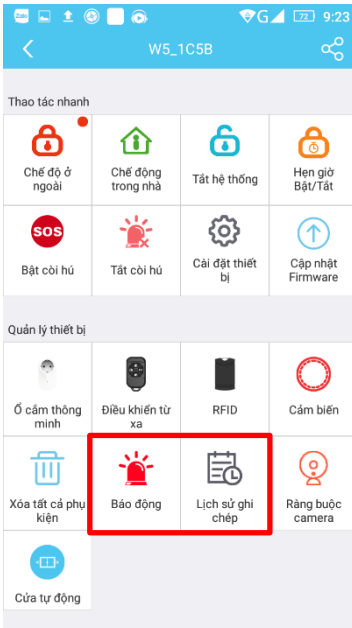 Zalo G 72 9:23
W5_1C5B
Thao tác nhanh
Chế độ ở
ngoài
Chế động
trong nhà
Tắt hệ thống
Hẹn giờ
Bật/Tắt
SOS
Bật còi hú
Tắt còi hú
Cài đặt thiết
bị
Cập nhật
Firmware
Quản lý thiết bị
Ổ cắm thông
minh
Điều khiển từ
xa
RFID
Cảm biến
Xóa tất cả phụ
kiện
Báo động
Lịch sử ghi
chép
Ràng buộc
camera
Cửa tự động